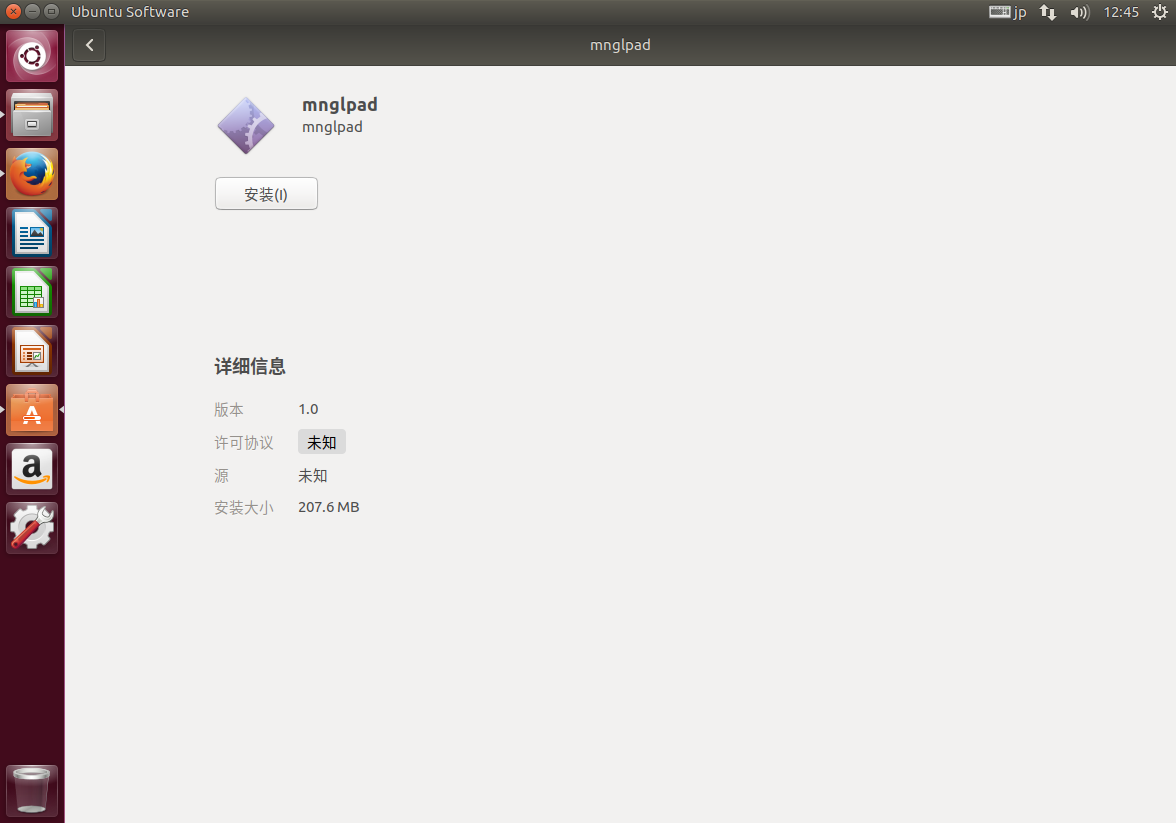 Ubuntu Software
jp
12:45
mnglpad
mnglpad
mnglpad
安装(I)
详细信息
版本 1.0
许可协议 未知
源 未知
安装大小 207.6 MB